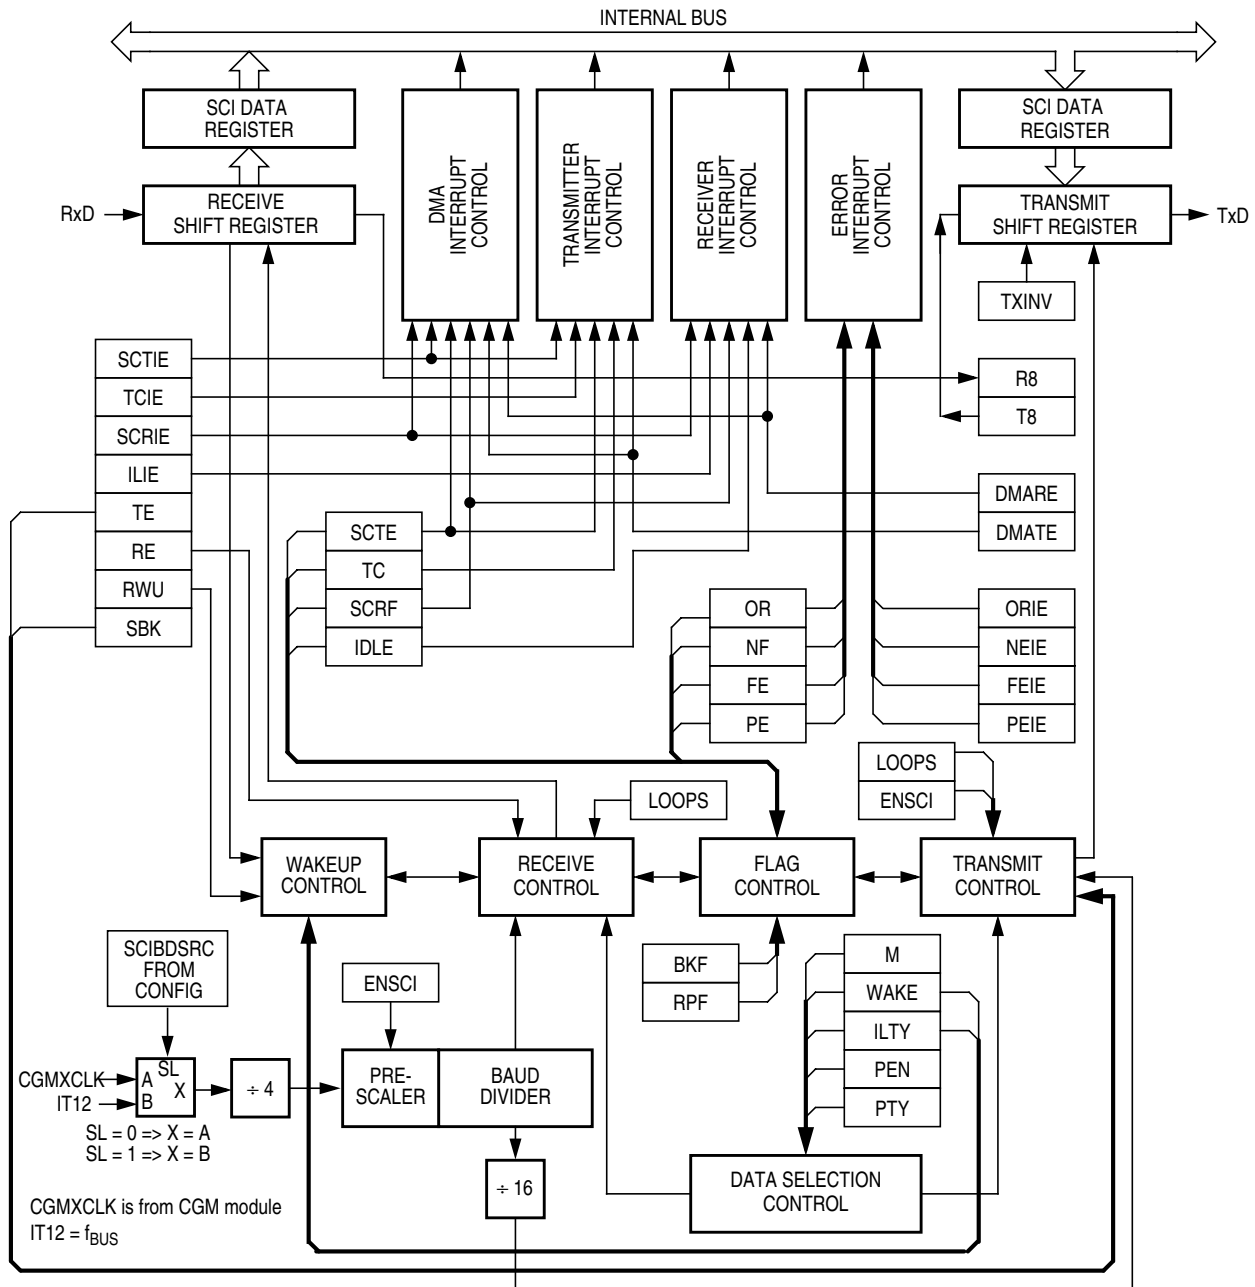 INTERNAL BUS
SCI DATA
REGISTER
DMA
INTERRUPT
CONTROL
TRANSMITTER
INTERRUPT
CONTROL
RECEIVER
INTERRUPT
CONTROL
ERROR
INTERRUPT
CONTROL
SCI DATA
REGISTER
RxD
RECEIVE
SHIFT REGISTER
TRANSMIT
SHIFT REGISTER
TxD
TXINV
SCTIE
TCIE
SCRIE
ILIE
TE
RE
RWU
SBK
R8
T8
DMARE
DMATE
SCTE
TC
SCRF
IDLE
OR
NF
FE
PE
ORIE
NEIE
FEIE
PEIE
LOOPS
ENSCI
LOOPS
WAKEUP
CONTROL
RECEIVE
CONTROL
FLAG
CONTROL
TRANSMIT
CONTROL
SCIBDSRC
FROM
CONFIG
ENSCI
BKF
RPF
M
WAKE
ILTY
PEN
PTY
CGMXCLK
IT12
A
B
SL
X
÷ 4
PRE-
SCALER
BAUD
DIVIDER
SL = 0 => X = A
SL = 1 => X = B
÷ 16
DATA SELECTION
CONTROL
CGMXCLK is from CGM module
IT12 = fBUS